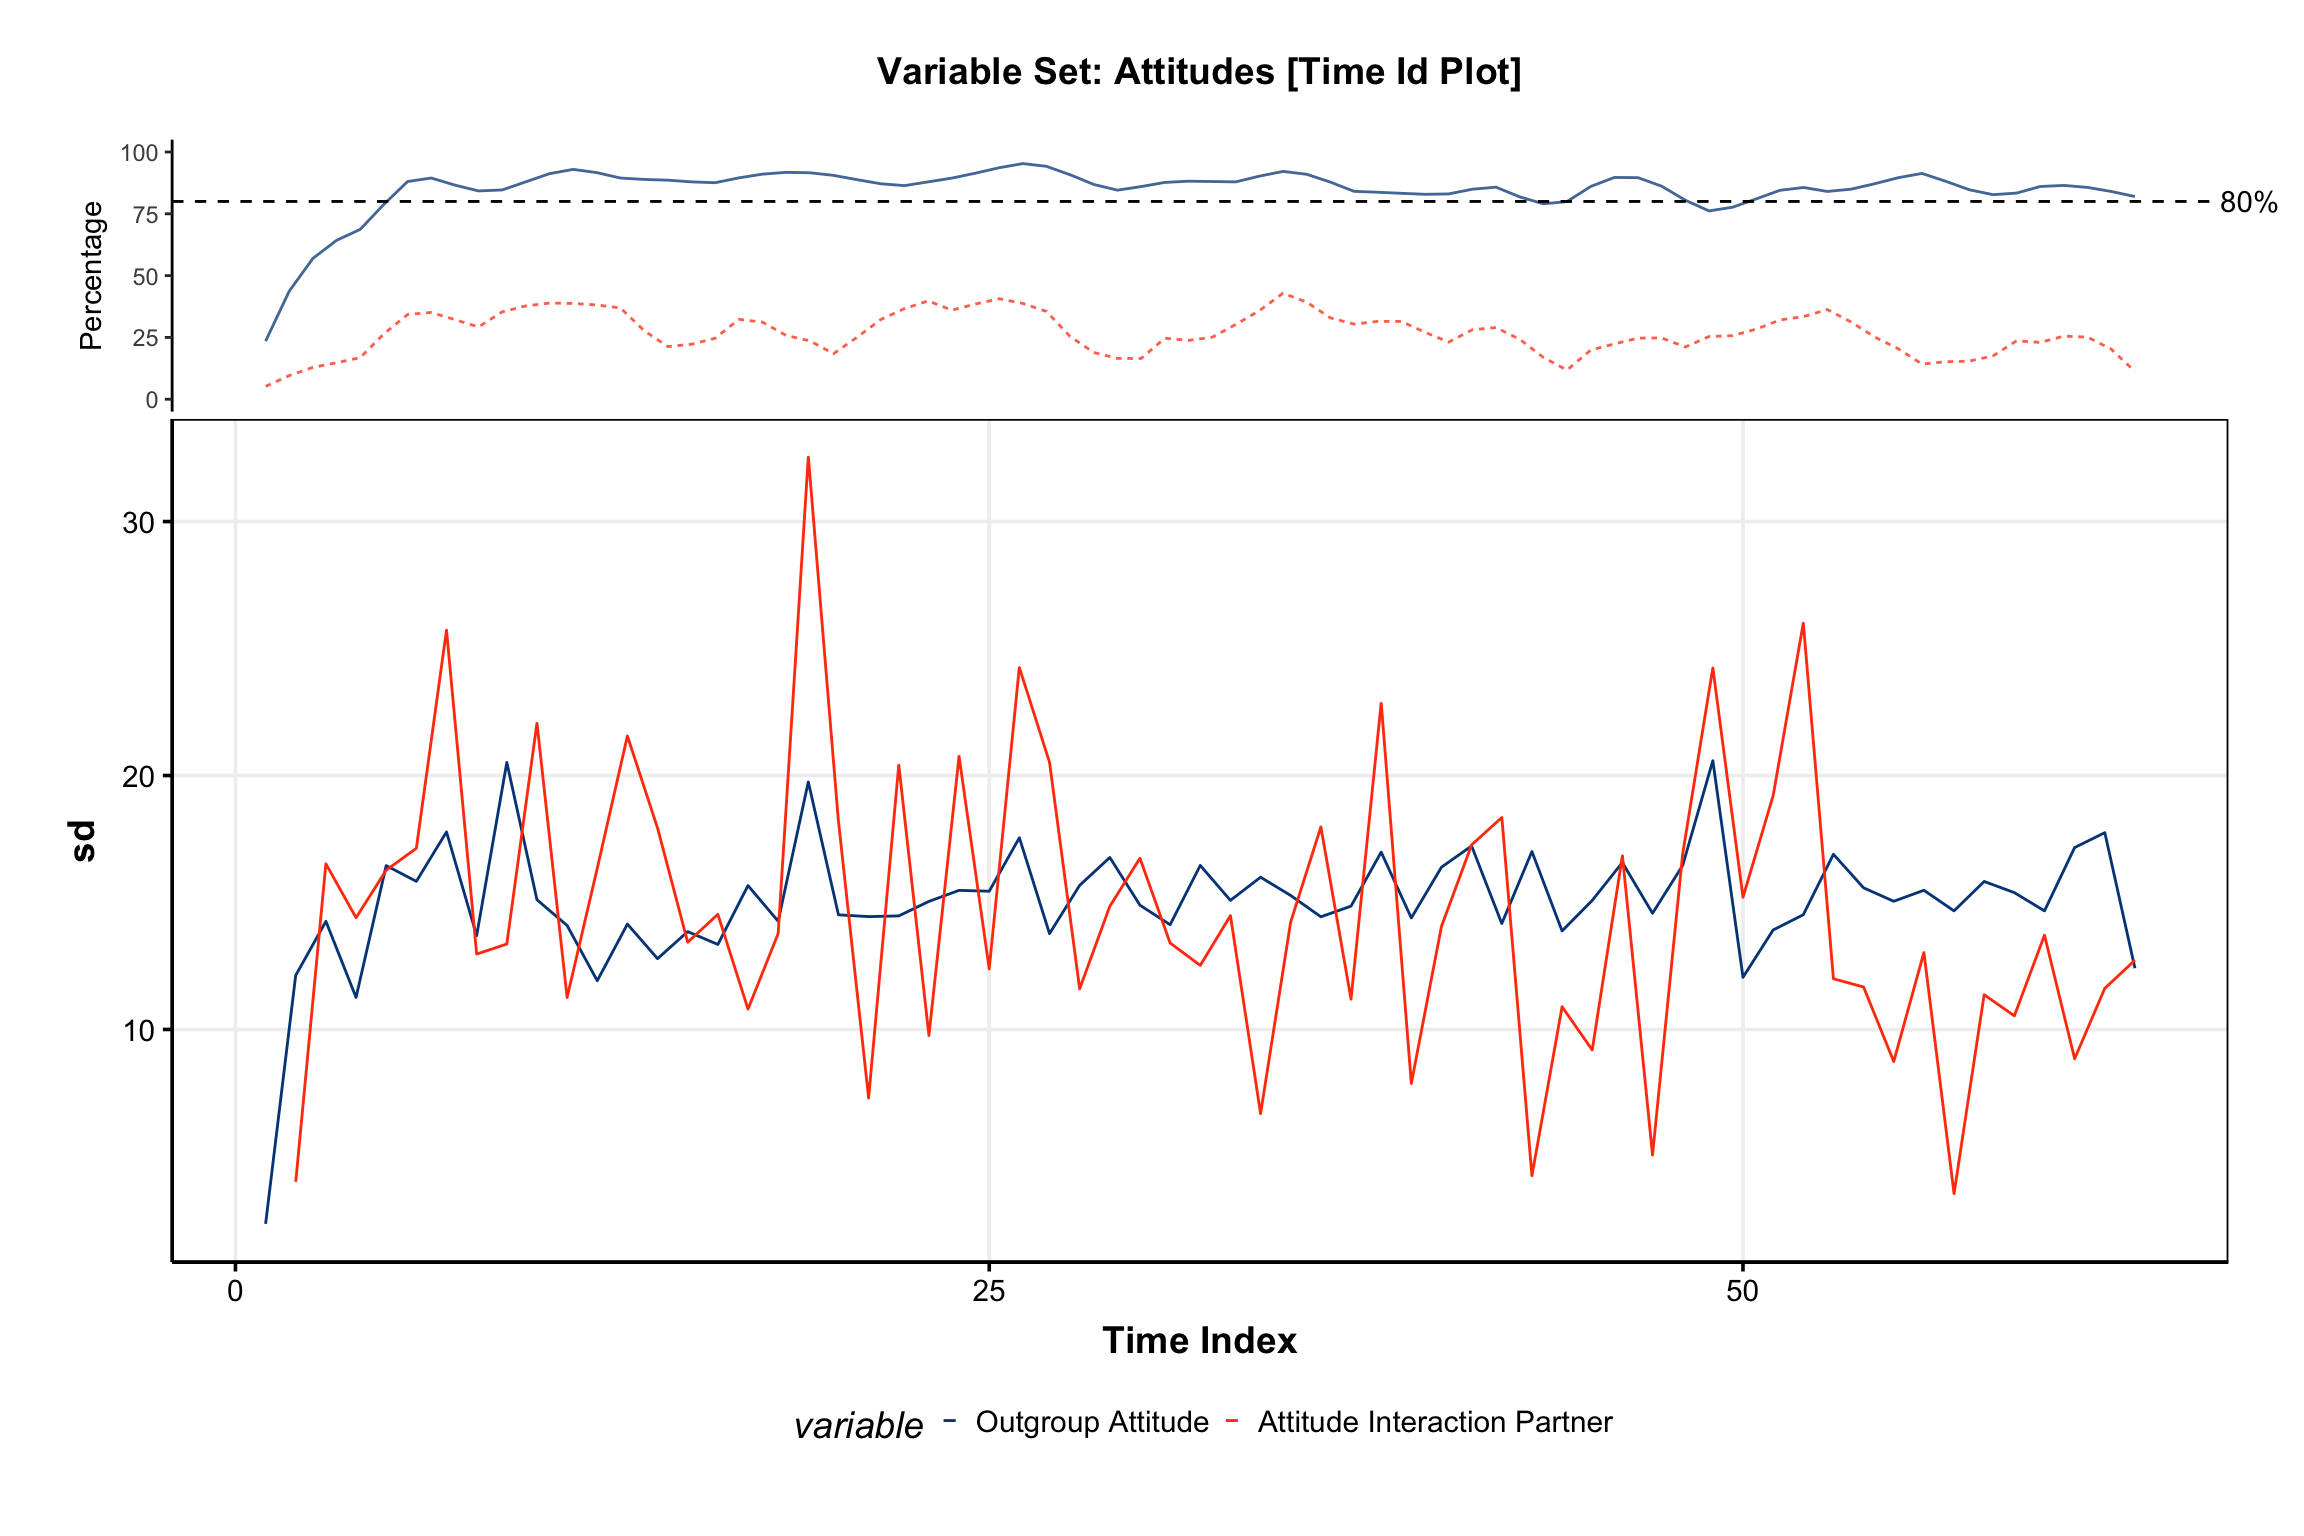 Variable Set: Attitudes [Time Id Plot]
Percentage
100
75
50
25
0
80%
sd
30
20
10
0 25 50
Time Index
variable Outgroup Attitude Attitude Interaction Partner